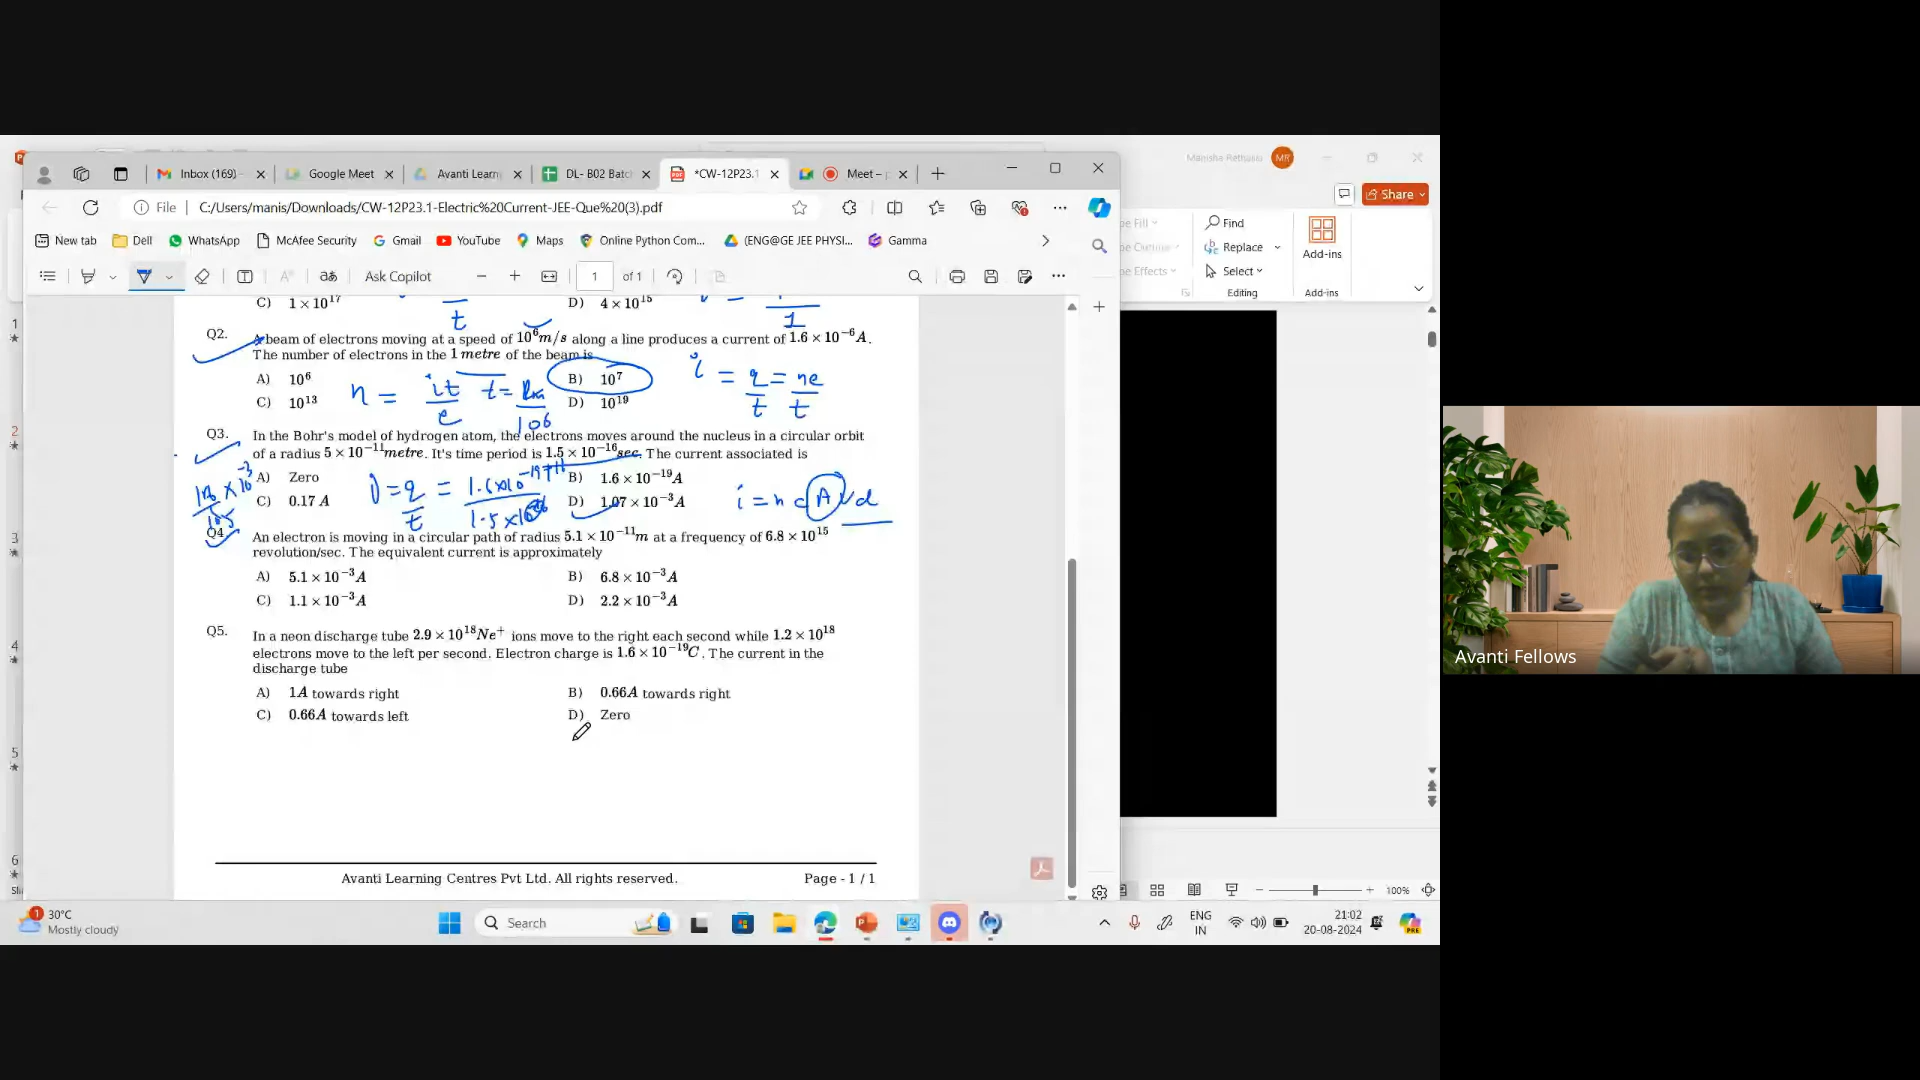 Inbox (169)
Google Meet
Avanti Learn
DL- B02 Batc
*CW-12P23.1
Meet –
Manisha Rethania MR
File C:/Users/manis/Downloads/CW-12P23.1-Electric%20Current-JEE-Que%20(3).pdf
Share
New tab Dell WhatsApp McAfee Security Gmail YouTube Maps Online Python Com... (ENG@GE JEE PHYSI... Gamma
Find
Replace
Select
Editing
Add-ins
Add-ins
Ask Copilot
1 of 1
C) 1 × 10^17 D) 4 × 10^15
t
1
Q2. A beam of electrons moving at a speed of 10^6 m/s along a line produces a current of 1.6 × 10^−6 A.
The number of electrons in the 1 metre of the beam is
A) 10^6 B) 10^7
C) 10^13 D) 10^19
n = it/e
i = q/t = ne/t
Q3. In the Bohr's model of hydrogen atom, the electrons moves around the nucleus in a circular orbit
of a radius 5 × 10^−11 metre. It's time period is 1.5 × 10^−16 sec. The current associated is
A) Zero B) 1.6 × 10^−19 A
C) 0.17 A D) 1.07 × 10^−3 A
Q4. An electron is moving in a circular path of radius 5.1 × 10^−11 m at a frequency of 6.8 × 10^15
revolution/sec. The equivalent current is approximately
A) 5.1 × 10^−3 A B) 6.8 × 10^−3 A
C) 1.1 × 10^−3 A D) 2.2 × 10^−3 A
Q5. In a neon discharge tube 2.9 × 10^18 Ne^+ ions move to the right each second while 1.2 × 10^18
electrons move to the left per second. Electron charge is 1.6 × 10^−19 C. The current in the
discharge tube
A) 1A towards right B) 0.66A towards right
C) 0.66A towards left D) Zero
Avanti Learning Centres Pvt Ltd. All rights reserved. Page - 1 / 1
1
2
3
4
5
6
100%
Avanti Fellows
30°C
Mostly cloudy
Search
ENG
IN
21:02
20-08-2024